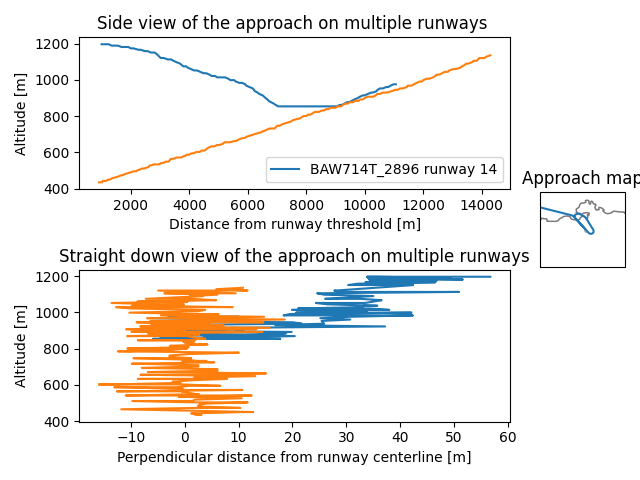 Side view of the approach on multiple runways
1200
1000
800
600
400
Altitude [m]
BAW714T_2896 runway 14
2000 4000 6000 8000 10000 12000 14000
Distance from runway threshold [m]
Approach map
Straight down view of the approach on multiple runways
1200
1000
800
600
400
Altitude [m]
−10 0 10 20 30 40 50 60
Perpendicular distance from runway centerline [m]